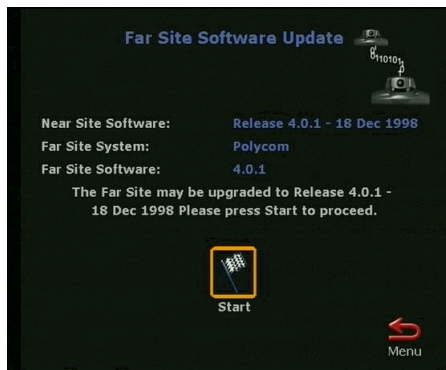 Far Site Software Update
0110101
Near Site Software: Release 4.0.1 - 18 Dec 1998
Far Site System: Polycom
Far Site Software: 4.0.1
The Far Site may be upgraded to Release 4.0.1 -
18 Dec 1998 Please press Start to proceed.
Start
Menu